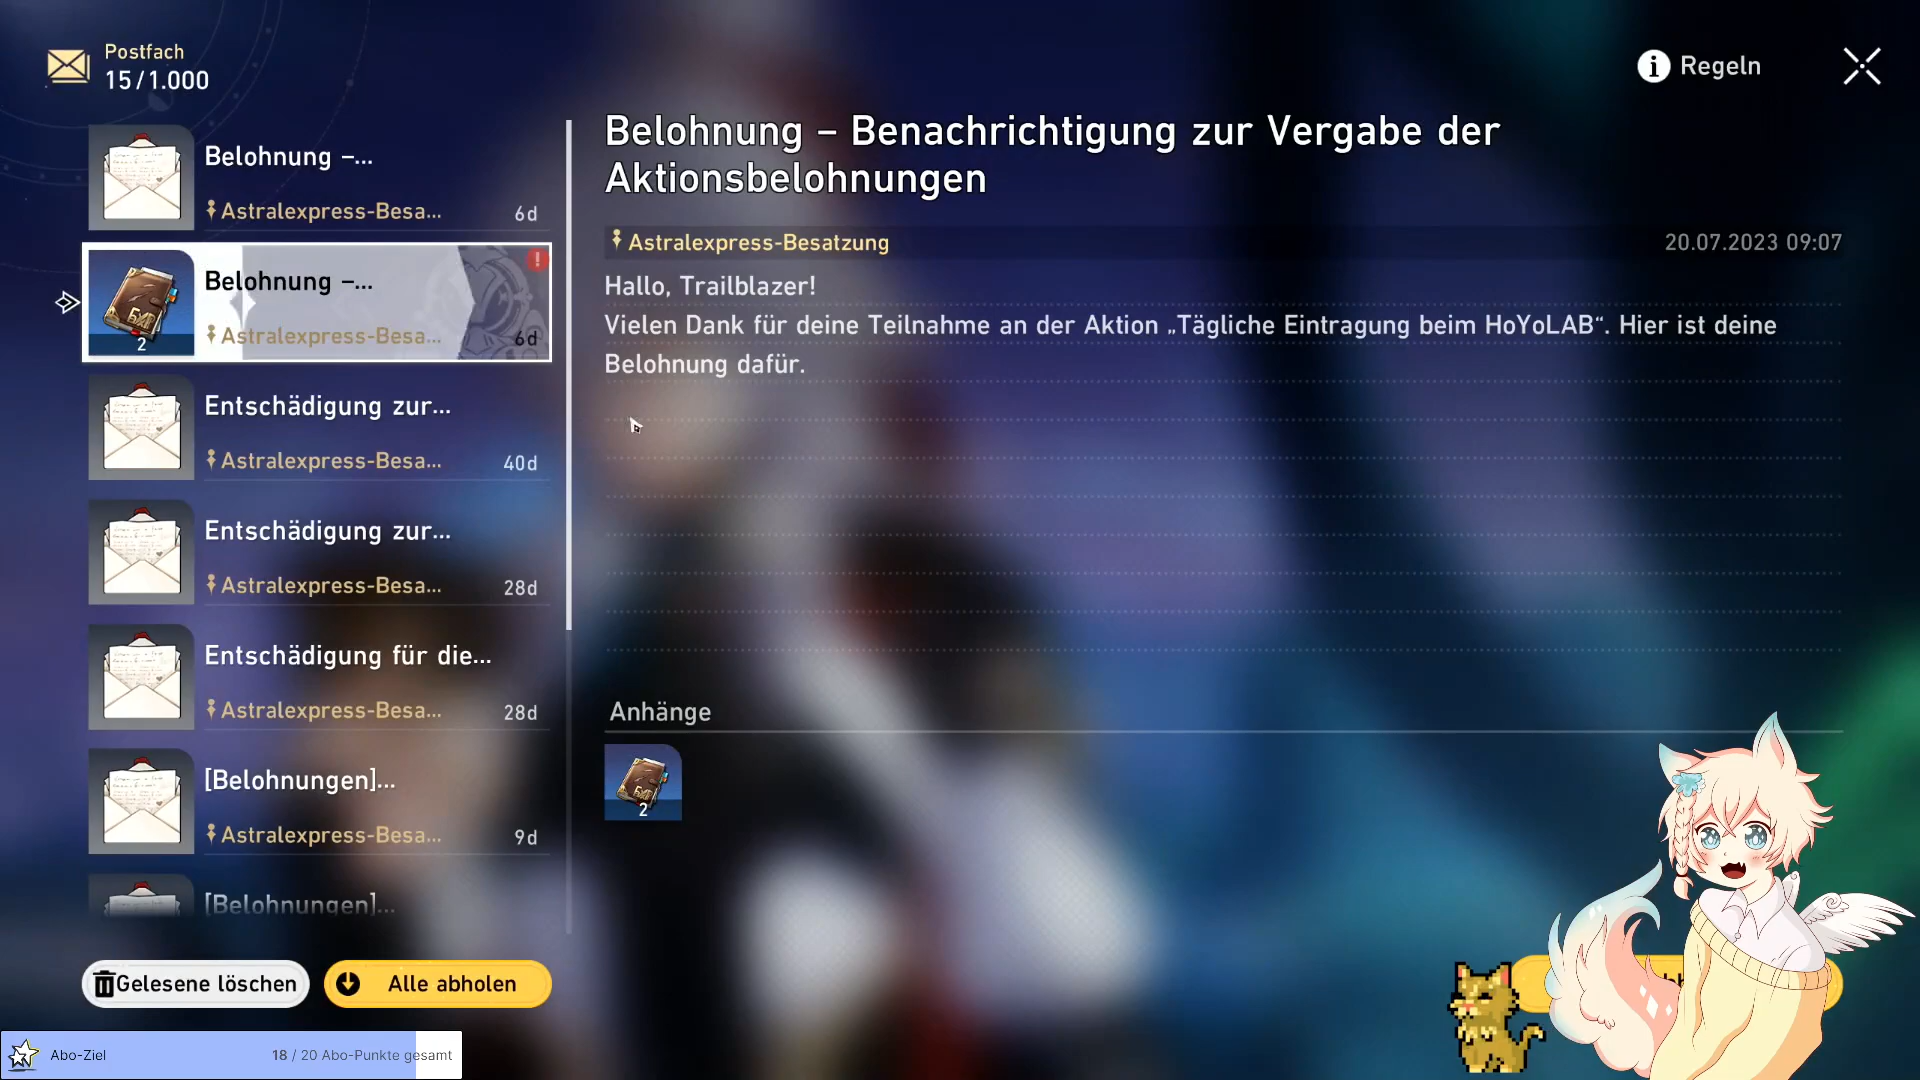 Postfach
15/1.000
Regeln
Belohnung –...
Astralexpress-Besa...
6d
Belohnung –...
Astralexpress-Besa...
6d
2
Entschädigung zur...
Astralexpress-Besa...
40d
Entschädigung zur...
Astralexpress-Besa...
28d
Entschädigung für die...
Astralexpress-Besa...
28d
[Belohnungen]...
Astralexpress-Besa...
9d
[Belohnungen]...
Gelesene löschen
Alle abholen
Belohnung – Benachrichtigung zur Vergabe der
Aktionsbelohnungen
Astralexpress-Besatzung
20.07.2023 09:07
Hallo, Trailblazer!
Vielen Dank für deine Teilnahme an der Aktion „Tägliche Eintragung beim HoYoLAB“. Hier ist deine
Belohnung dafür.
Anhänge
2
Abo-Ziel
18 / 20 Abo-Punkte gesamt